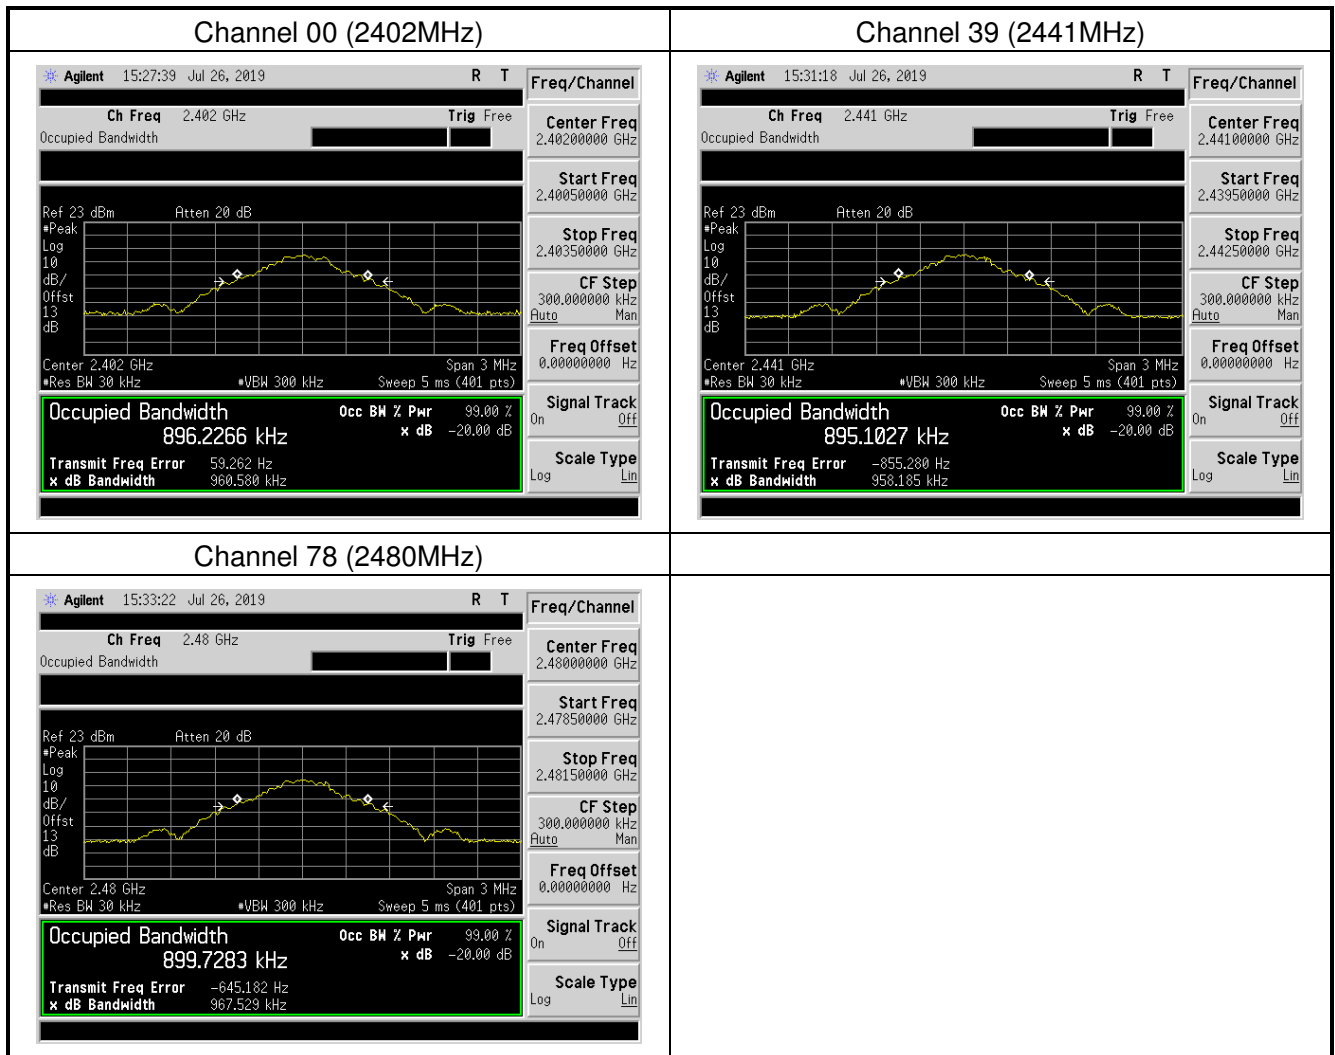 Channel 00 (2402MHz)
Agilent 15:27:39 Jul 26, 2019 R T
Freq/Channel
Ch Freq 2.402 GHz Trig Free
Occupied Bandwidth
Center Freq
2.40200000 GHz
Start Freq
2.40050000 GHz
Stop Freq
2.40350000 GHz
CF Step
300.000000 kHz
Auto Man
Freq Offset
0.00000000 Hz
Signal Track
On Off
Scale Type
Log Lin
Ref 23 dBm Atten 20 dB
#Peak
Log
10
dB/
Offst
13
dB
Center 2.402 GHz Span 3 MHz
#Res BW 30 kHz #VBW 300 kHz Sweep 5 ms (401 pts)
Occupied Bandwidth Occ BW % Pwr 99.00 %
896.2266 kHz x dB -20.00 dB
Transmit Freq Error 59.262 Hz
x dB Bandwidth 960.580 kHz
Channel 39 (2441MHz)
Agilent 15:31:18 Jul 26, 2019 R T
Freq/Channel
Ch Freq 2.441 GHz Trig Free
Occupied Bandwidth
Center Freq
2.44100000 GHz
Start Freq
2.43950000 GHz
Stop Freq
2.44250000 GHz
CF Step
300.000000 kHz
Auto Man
Freq Offset
0.00000000 Hz
Signal Track
On Off
Scale Type
Log Lin
Ref 23 dBm Atten 20 dB
#Peak
Log
10
dB/
Offst
13
dB
Center 2.441 GHz Span 3 MHz
#Res BW 30 kHz #VBW 300 kHz Sweep 5 ms (401 pts)
Occupied Bandwidth Occ BW % Pwr 99.00 %
895.1027 kHz x dB -20.00 dB
Transmit Freq Error -855.280 Hz
x dB Bandwidth 958.185 kHz
Channel 78 (2480MHz)
Agilent 15:33:22 Jul 26, 2019 R T
Freq/Channel
Ch Freq 2.48 GHz Trig Free
Occupied Bandwidth
Center Freq
2.48000000 GHz
Start Freq
2.47850000 GHz
Stop Freq
2.48150000 GHz
CF Step
300.000000 kHz
Auto Man
Freq Offset
0.00000000 Hz
Signal Track
On Off
Scale Type
Log Lin
Ref 23 dBm Atten 20 dB
#Peak
Log
10
dB/
Offst
13
dB
Center 2.48 GHz Span 3 MHz
#Res BW 30 kHz #VBW 300 kHz Sweep 5 ms (401 pts)
Occupied Bandwidth Occ BW % Pwr 99.00 %
899.7283 kHz x dB -20.00 dB
Transmit Freq Error -645.182 Hz
x dB Bandwidth 967.529 kHz